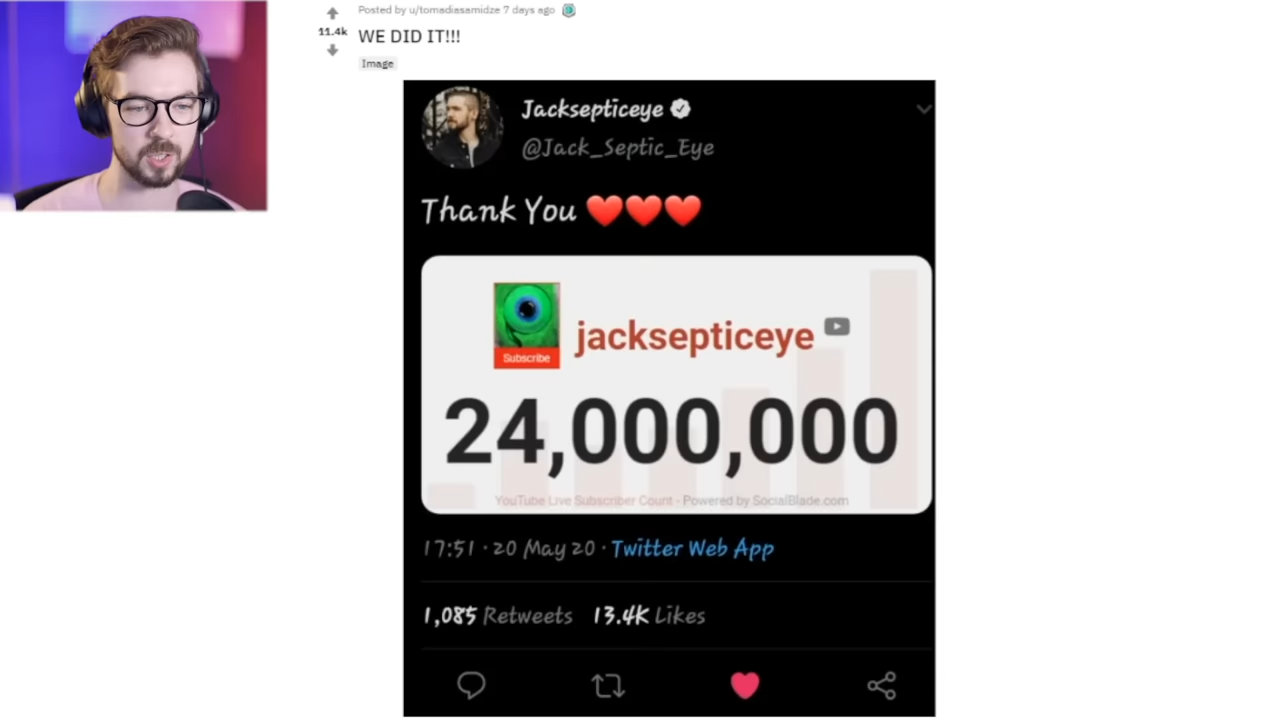 Posted by u/tomadiasamidze 7 days ago
11.4k
WE DID IT!!!
Image
Jacksepticeye
@Jack_Septic_Eye
Thank You ❤️❤️❤️
Subscribe
jacksepticeye
24,000,000
YouTube Live Subscriber Count - Powered by SocialBlade.com
17:51 · 20 May 20 · Twitter Web App
1,085 Retweets 13.4K Likes